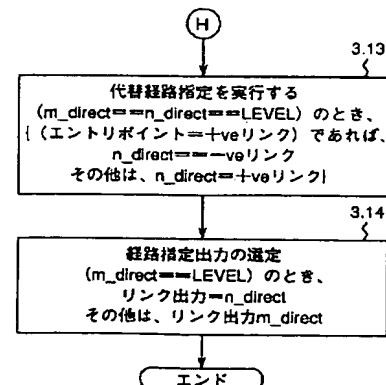 H
3.13
代替経路指定を実行する
(m_direct==n_direct==LEVEL) のとき、
{(エントリポイント=+veリンク) であれば、
n_direct==-veリンク
その他は、n_direct=+veリンク}
3.14
経路指定出力の選定
(m_direct==LEVEL) のとき、
リンク出力=n_direct
その他は、リンク出力m_direct
エンド